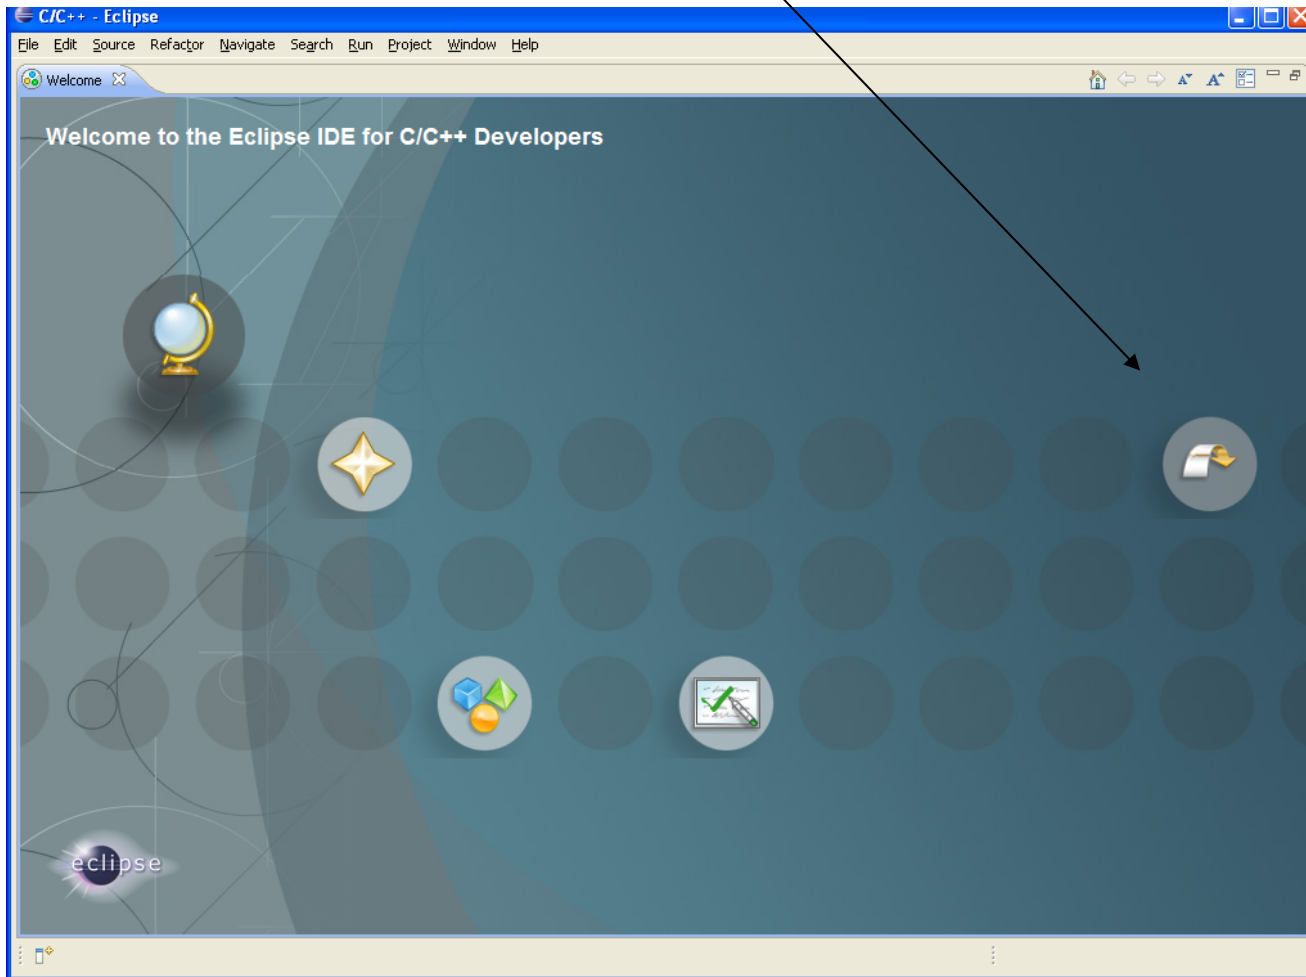 C/C++ - Eclipse
File Edit Source Refactor Navigate Search Run Project Window Help
Welcome
Welcome to the Eclipse IDE for C/C++ Developers
eclipse